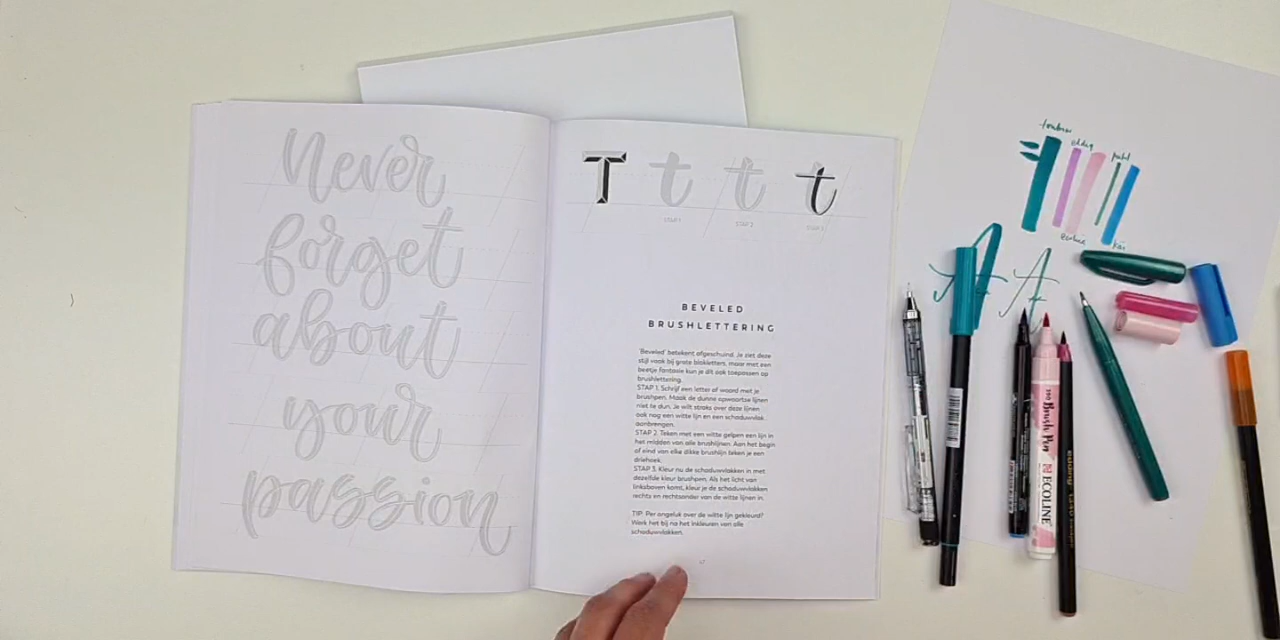 Never
forget
about
your
passion
T t t t
STAP 1 STAP 2 STAP 3
BEVELED
BRUSHLETTERING
'Beveled' betekent afgeschuind. Je ziet deze
stijl vaak bij grote blokletters, maar met een
beetje fantasie kun je dit ook toepassen op
brushlettering.
STAP 1. Schrijf een letter of woord met je
brushpen. Maak de dunne opwaartse lijnen
niet te dun. Je wilt straks over deze lijnen
ook nog een witte lijn en een schaduwvlak
aanbrengen.
STAP 2. Teken met een witte gelpen een lijn in
het midden van alle brushlijnen. Aan het begin
of eind van elke dikke brushlijn teken je een
driehoek.
STAP 3. Kleur nu de schaduwvlakken in met
dezelfde kleur brushpen. Als het licht van
linksboven komt, kleur je de schaduwvlakken
rechts en rechtsonder van de witte lijnen in.
TIP: Per ongeluk over de witte lijn gekleurd?
Werk het bij na het inkleuren van alle
schaduwvlakken.
tombow
edding
A A
Brush Pen
ECOLINE
edding 1340